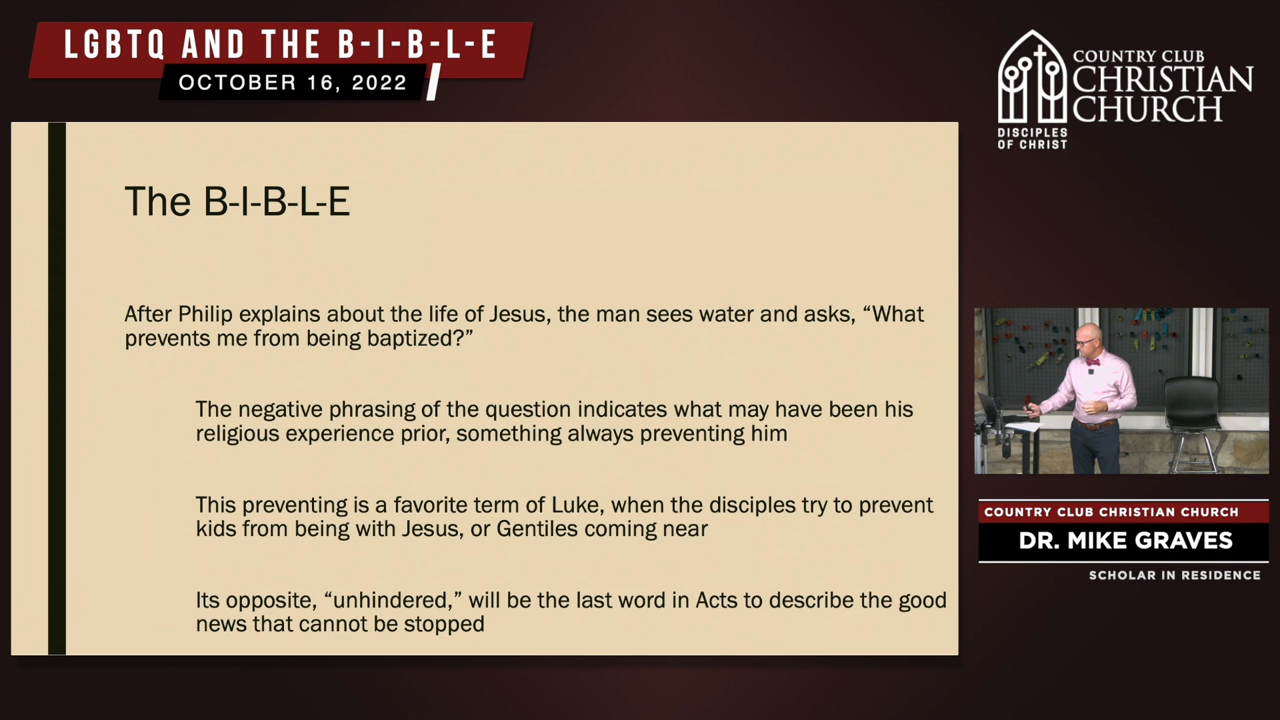 LGBTQ AND THE B-I-B-L-E
OCTOBER 16, 2022
COUNTRY CLUB
CHRISTIAN
CHURCH
DISCIPLES
OF CHRIST
The B-I-B-L-E
After Philip explains about the life of Jesus, the man sees water and asks, “What
prevents me from being baptized?”
The negative phrasing of the question indicates what may have been his
religious experience prior, something always preventing him
This preventing is a favorite term of Luke, when the disciples try to prevent
kids from being with Jesus, or Gentiles coming near
Its opposite, “unhindered,” will be the last word in Acts to describe the good
news that cannot be stopped
COUNTRY CLUB CHRISTIAN CHURCH
DR. MIKE GRAVES
SCHOLAR IN RESIDENCE